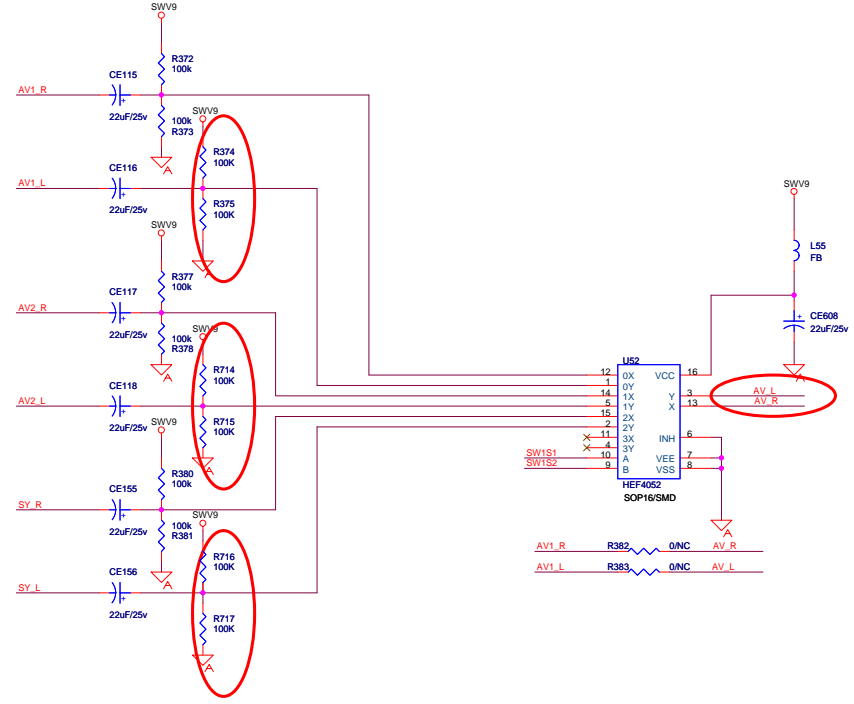 SWV9
R372
100k
CE115
AV1_R
22uF/25v
100k
R373
A
SWV9
R374
100K
CE116
AV1_L
22uF/25v
R375
100K
A
SWV9
R377
100k
CE117
AV2_R
22uF/25v
100k
R378
A
SWV9
R714
100K
CE118
AV2_L
22uF/25v
R715
100K
A
SWV9
R380
100k
CE155
SY_R
22uF/25v
100k
R381
A
SWV9
R716
100K
CE156
SY_L
22uF/25v
R717
100K
A
SWV9
L55
FB
+
CE608
22uF/25v
A
U52
12 0X VCC 16
1 0Y
14 1X Y 3 AV_L
5 1Y X 13 AV_R
15 2X
2 2Y
11 3X INH 6
4 3Y
SW1S1 10 A VEE 7
SW1S2 9 B VSS 8
HEF4052
SOP16/SMD
A
AV1_R R382 0/NC AV_R
AV1_L R383 0/NC AV_L